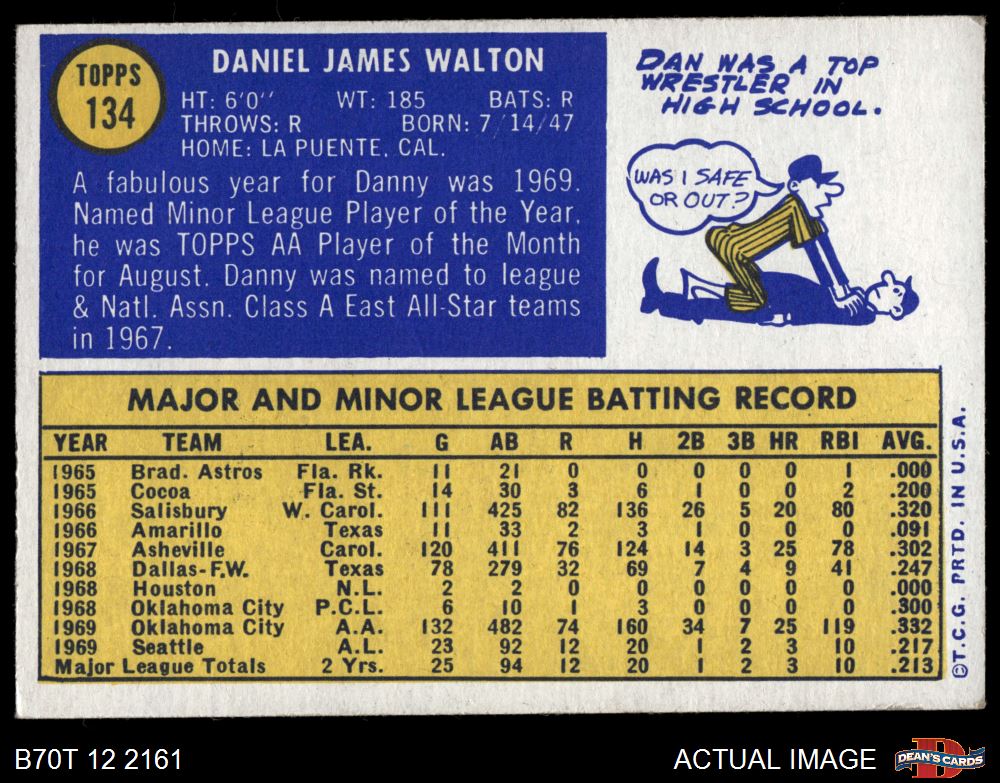 TOPPS
134
DANIEL JAMES WALTON
HT: 6'0'' WT: 185 BATS: R
THROWS: R BORN: 7/14/47
HOME: LA PUENTE, CAL.
A fabulous year for Danny was 1969.
Named Minor League Player of the Year,
he was TOPPS AA Player of the Month
for August. Danny was named to league
& Natl. Assn. Class A East All-Star teams
in 1967.
DAN WAS A TOP
WRESTLER IN
HIGH SCHOOL.
WAS I SAFE
OR OUT?
MAJOR AND MINOR LEAGUE BATTING RECORD
YEAR TEAM LEA. G AB R H 2B 3B HR RBI AVG.
1965 Brad. Astros Fla. Rk. 11 21 0 0 0 0 0 1 .000
1965 Cocoa Fla. St. 14 30 3 6 1 0 0 2 .200
1966 Salisbury W. Carol. 111 425 82 136 26 5 20 80 .320
1966 Amarillo Texas 11 33 2 3 1 0 0 0 .091
1967 Asheville Carol. 120 411 76 124 14 3 25 78 .302
1968 Dallas-F.W. Texas 78 279 32 69 7 4 9 41 .247
1968 Houston N.L. 2 2 0 0 0 0 0 0 .000
1968 Oklahoma City P.C.L. 6 10 1 3 0 0 0 0 .300
1969 Oklahoma City A.A. 132 482 74 160 34 7 25 119 .332
1969 Seattle A.L. 23 92 12 20 1 2 3 10 .217
Major League Totals 2 Yrs. 25 94 12 20 1 2 3 10 .213
©T.C.G. PRTD. IN U.S.A.
B70T 12 2161
ACTUAL IMAGE
DEAN'S CARDS